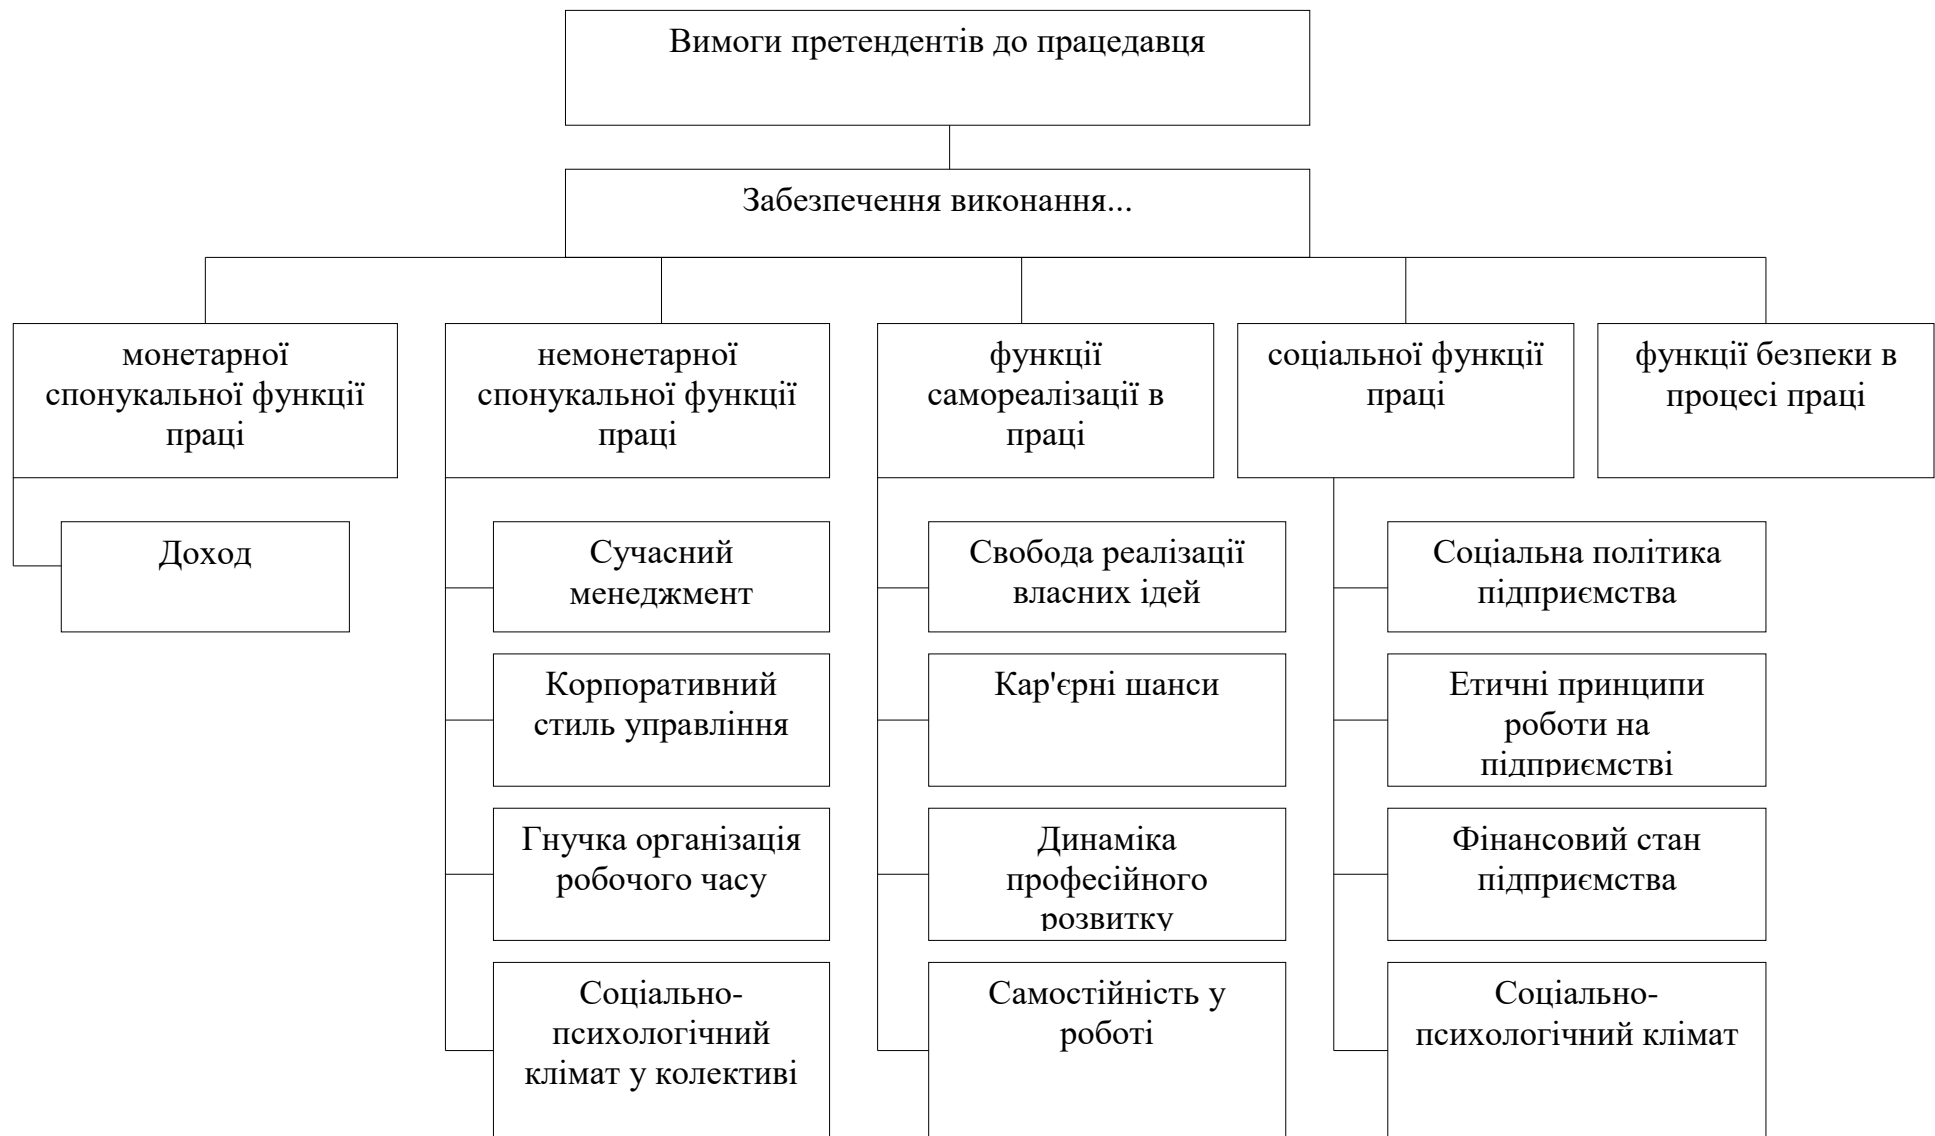 Вимоги претендентів до працедавця
Забезпечення виконання...
монетарної
спонукальної функції
праці
немонетарної
спонукальної функції
праці
функції
самореалізації в
праці
соціальної функції
праці
функції безпеки в
процесі праці
Доход
Сучасний
менеджмент
Корпоративний
стиль управління
Гнучка організація
робочого часу
Соціально-
психологічний
клімат у колективі
Свобода реалізації
власних ідей
Кар'єрні шанси
Динаміка
професійного
розвитку
Самостійність у
роботі
Соціальна політика
підприємства
Етичні принципи
роботи на
підприємстві
Фінансовий стан
підприємства
Соціально-
психологічний клімат